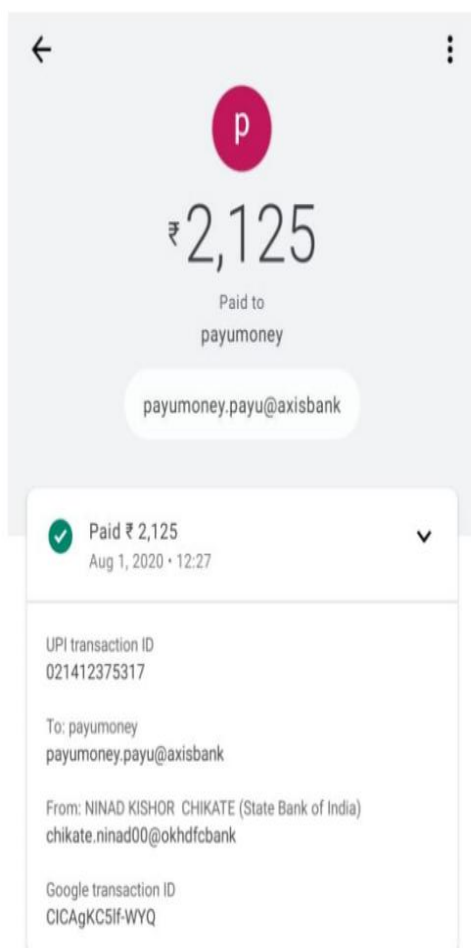 p
₹2,125
Paid to
payumoney
payumoney.payu@axisbank
Paid ₹ 2,125
Aug 1, 2020 • 12:27
UPI transaction ID
021412375317
To: payumoney
payumoney.payu@axisbank
From: NINAD KISHOR CHIKATE (State Bank of India)
chikate.ninad00@okhdfcbank
Google transaction ID
CICAgKC5lf-WYQ